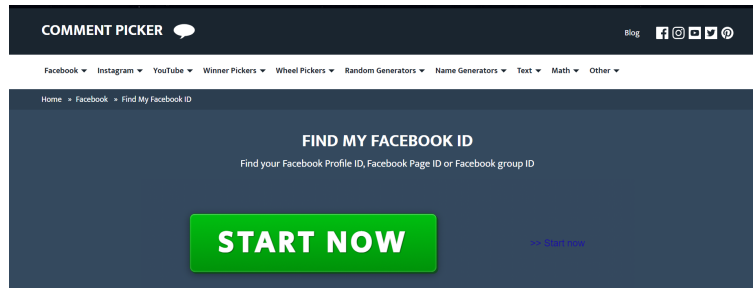 COMMENT PICKER
Blog
Facebook Instagram YouTube Winner Pickers Wheel Pickers Random Generators Name Generators Text Math Other
Home » Facebook » Find My Facebook ID
FIND MY FACEBOOK ID
Find your Facebook Profile ID, Facebook Page ID or Facebook group ID
START NOW
>> Start now